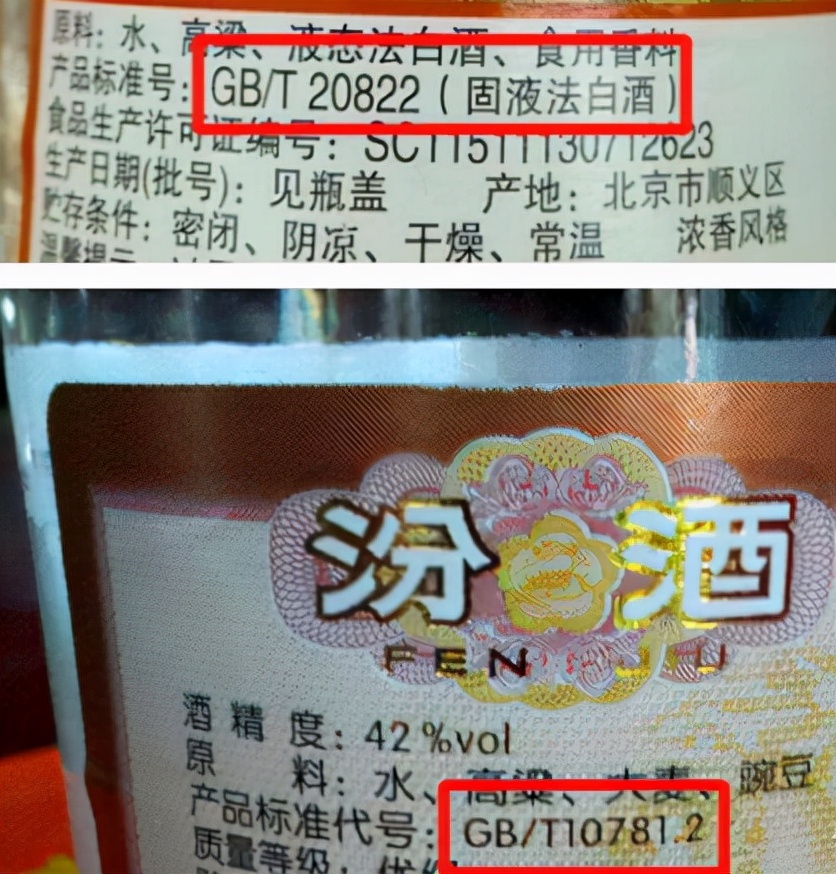 原料：水、高粱、液态法白酒、食用香料
产品标准号：GB/T 20822（固液法白酒）
食品生产许可证编号：SC11511130712623
生产日期(批号)：见瓶盖 产地：北京市顺义区
贮存条件：密闭、阴凉、干燥、常温 浓香风格
汾酒
FEN JIU
酒精度：42%vol
原料：水、高粱、大麦、豌豆
产品标准代号：GB/T10781.2
质量等级：优